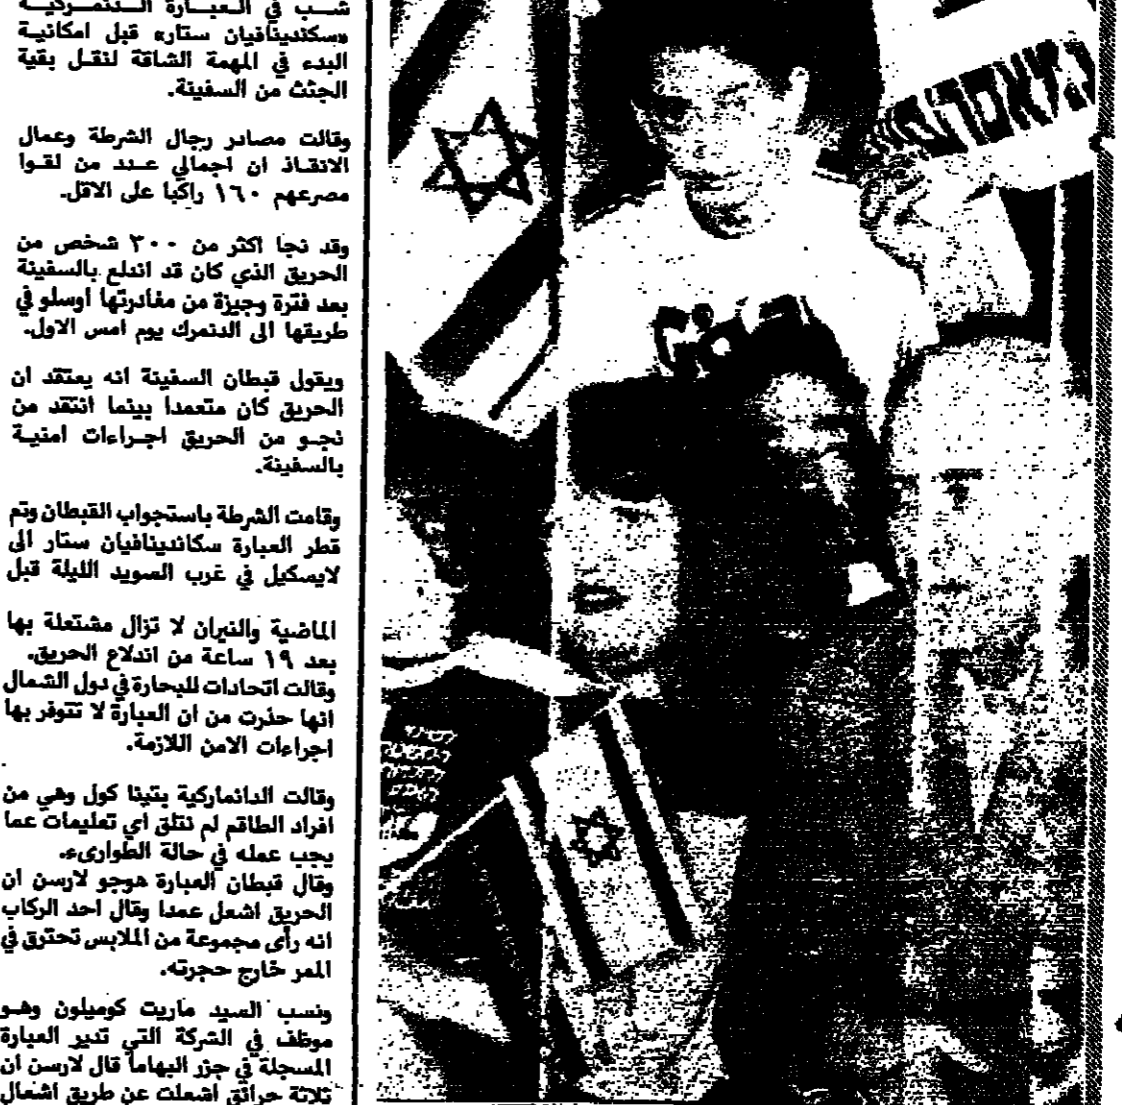 شب في العبارة الدنمركية
«سكندينافيان ستار» قبل امكانية
البدء في المهمة الشاقة لنقل بقية
الجثث من السفينة.
وقالت مصادر رجال الشرطة وعمال
الانقاذ ان اجمالي عدد من لقوا
مصرعهم ١٦٠ راكبا على الاقل.
وقد نجا اكثر من ٣٠٠ شخص من
الحريق الذي كان قد اندلع بالسفينة
بعد فترة وجيزة من مغادرتها اوسلو في
طريقها الى الدنمرك يوم امس الاول.
ويقول قبطان السفينة انه يعتقد ان
الحريق كان متعمدا بينما انتقد من
نجو من الحريق اجراءات امنية
بالسفينة.
وقامت الشرطة باستجواب القبطان وتم
قطر العبارة سكاندينافيان ستار الى
لايسكيل في غرب السويد الليلة قبل
الماضية والنيران لا تزال مشتعلة بها
بعد ١٩ ساعة من اندلاع الحريق.
وقالت اتحادات للبحارة في دول الشمال
انها حذرت من ان العبارة لا تتوفر بها
اجراءات الامن اللازمة.
وقالت الدانماركية بتينا كول وهي من
افراد الطاقم لم نتلق اي تعليمات عما
يجب عمله في حالة الطوارىء.
وقال قبطان العبارة هوجو لارسن ان
الحريق اشعل عمدا وقال احد الركاب
انه رأى مجموعة من الملابس تحترق في
الممر خارج حجرته.
ونسب السيد ماريت كوميلون وهو
موظف في الشركة التي تدير العبارة
المسجلة في جزر البهاما قال لارسن ان
ثلاثة حرائق اشعلت عن طريق اشعال